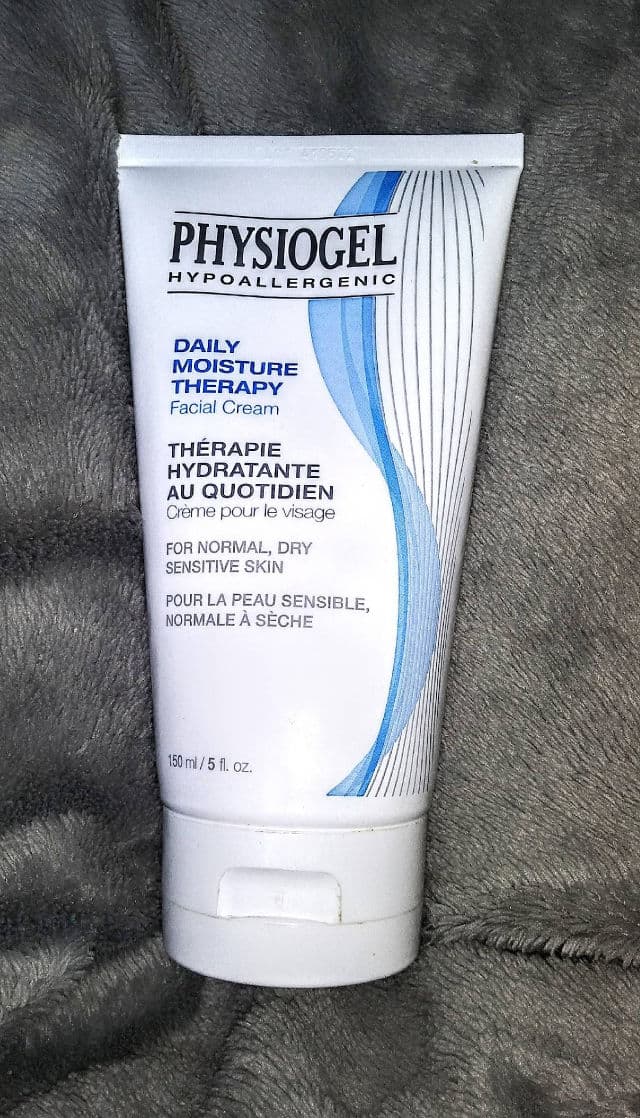 PHYSIOGEL
HYPOALLERGENIC
DAILY
MOISTURE
THERAPY
Facial Cream
THÉRAPIE
HYDRATANTE
AU QUOTIDIEN
Crème pour le visage
FOR NORMAL, DRY
SENSITIVE SKIN
POUR LA PEAU SENSIBLE,
NORMALE À SÈCHE
150 ml / 5 fl. oz.